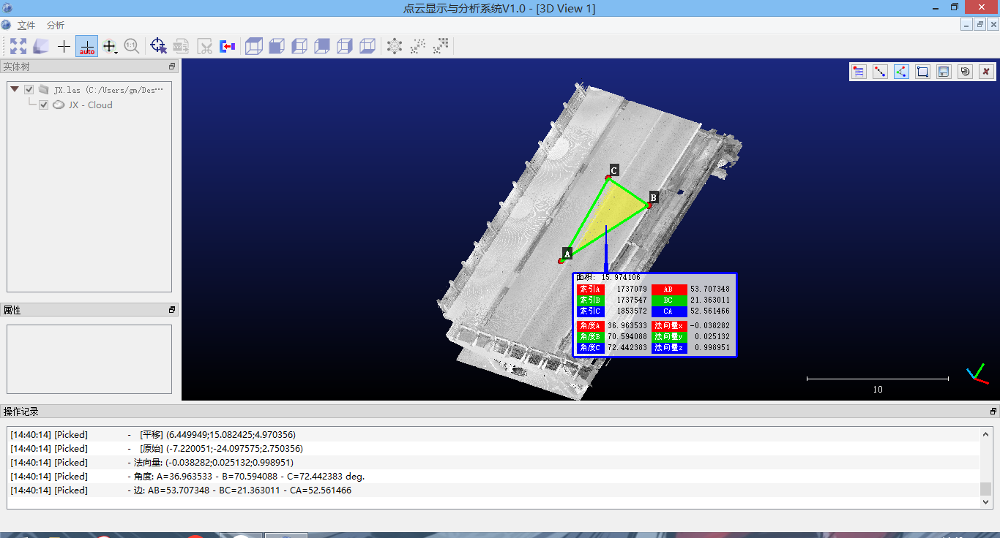 点云显示与分析系统V1.0 - [3D View 1]
文件 分析
auto
1:1
实体树
JX.las (C:/Users/gm/Des···
JX - Cloud
属性
C
B
A
面积: 15.974106
索引A 1737079 AB 53.707348
索引B 1737547 BC 21.363011
索引C 1853572 CA 52.561466
角度A 36.963533 法向量x -0.038282
角度B 70.594088 法向量y 0.025132
角度C 72.442383 法向量z 0.998951
10
操作记录
[14:40:14] [Picked] - [平移] (6.449949;15.082425;4.970356)
[14:40:14] [Picked] - [原始] (-7.220051;-24.097575;2.750356)
[14:40:14] [Picked] - 法向量: (-0.038282;0.025132;0.998951)
[14:40:14] [Picked] - 角度: A=36.963533 - B=70.594088 - C=72.442383 deg.
[14:40:14] [Picked] - 边: AB=53.707348 - BC=21.363011 - CA=52.561466